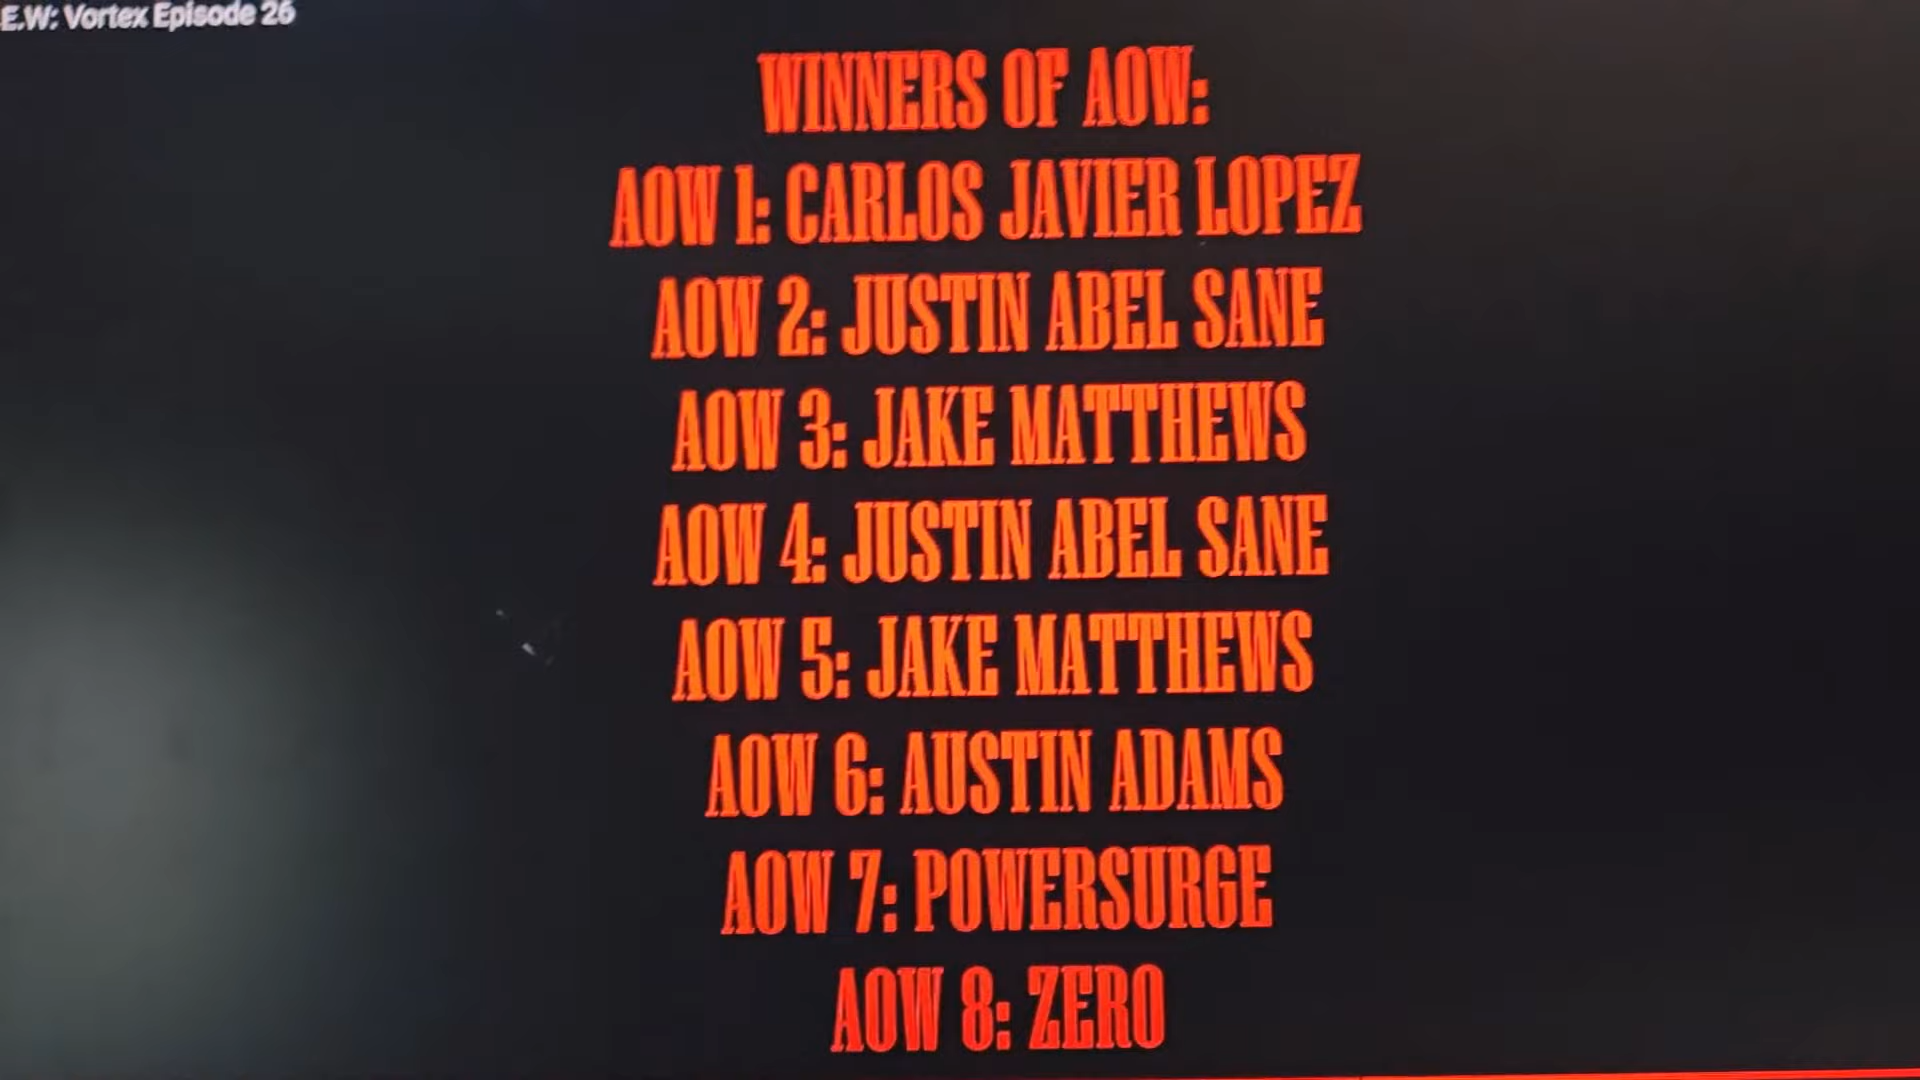 E.W: Vortex Episode 26
WINNERS OF AOW:
AOW 1: CARLOS JAVIER LOPEZ
AOW 2: JUSTIN ABEL SANE
AOW 3: JAKE MATTHEWS
AOW 4: JUSTIN ABEL SANE
AOW 5: JAKE MATTHEWS
AOW 6: AUSTIN ADAMS
AOW 7: POWERSURGE
AOW 8: ZERO